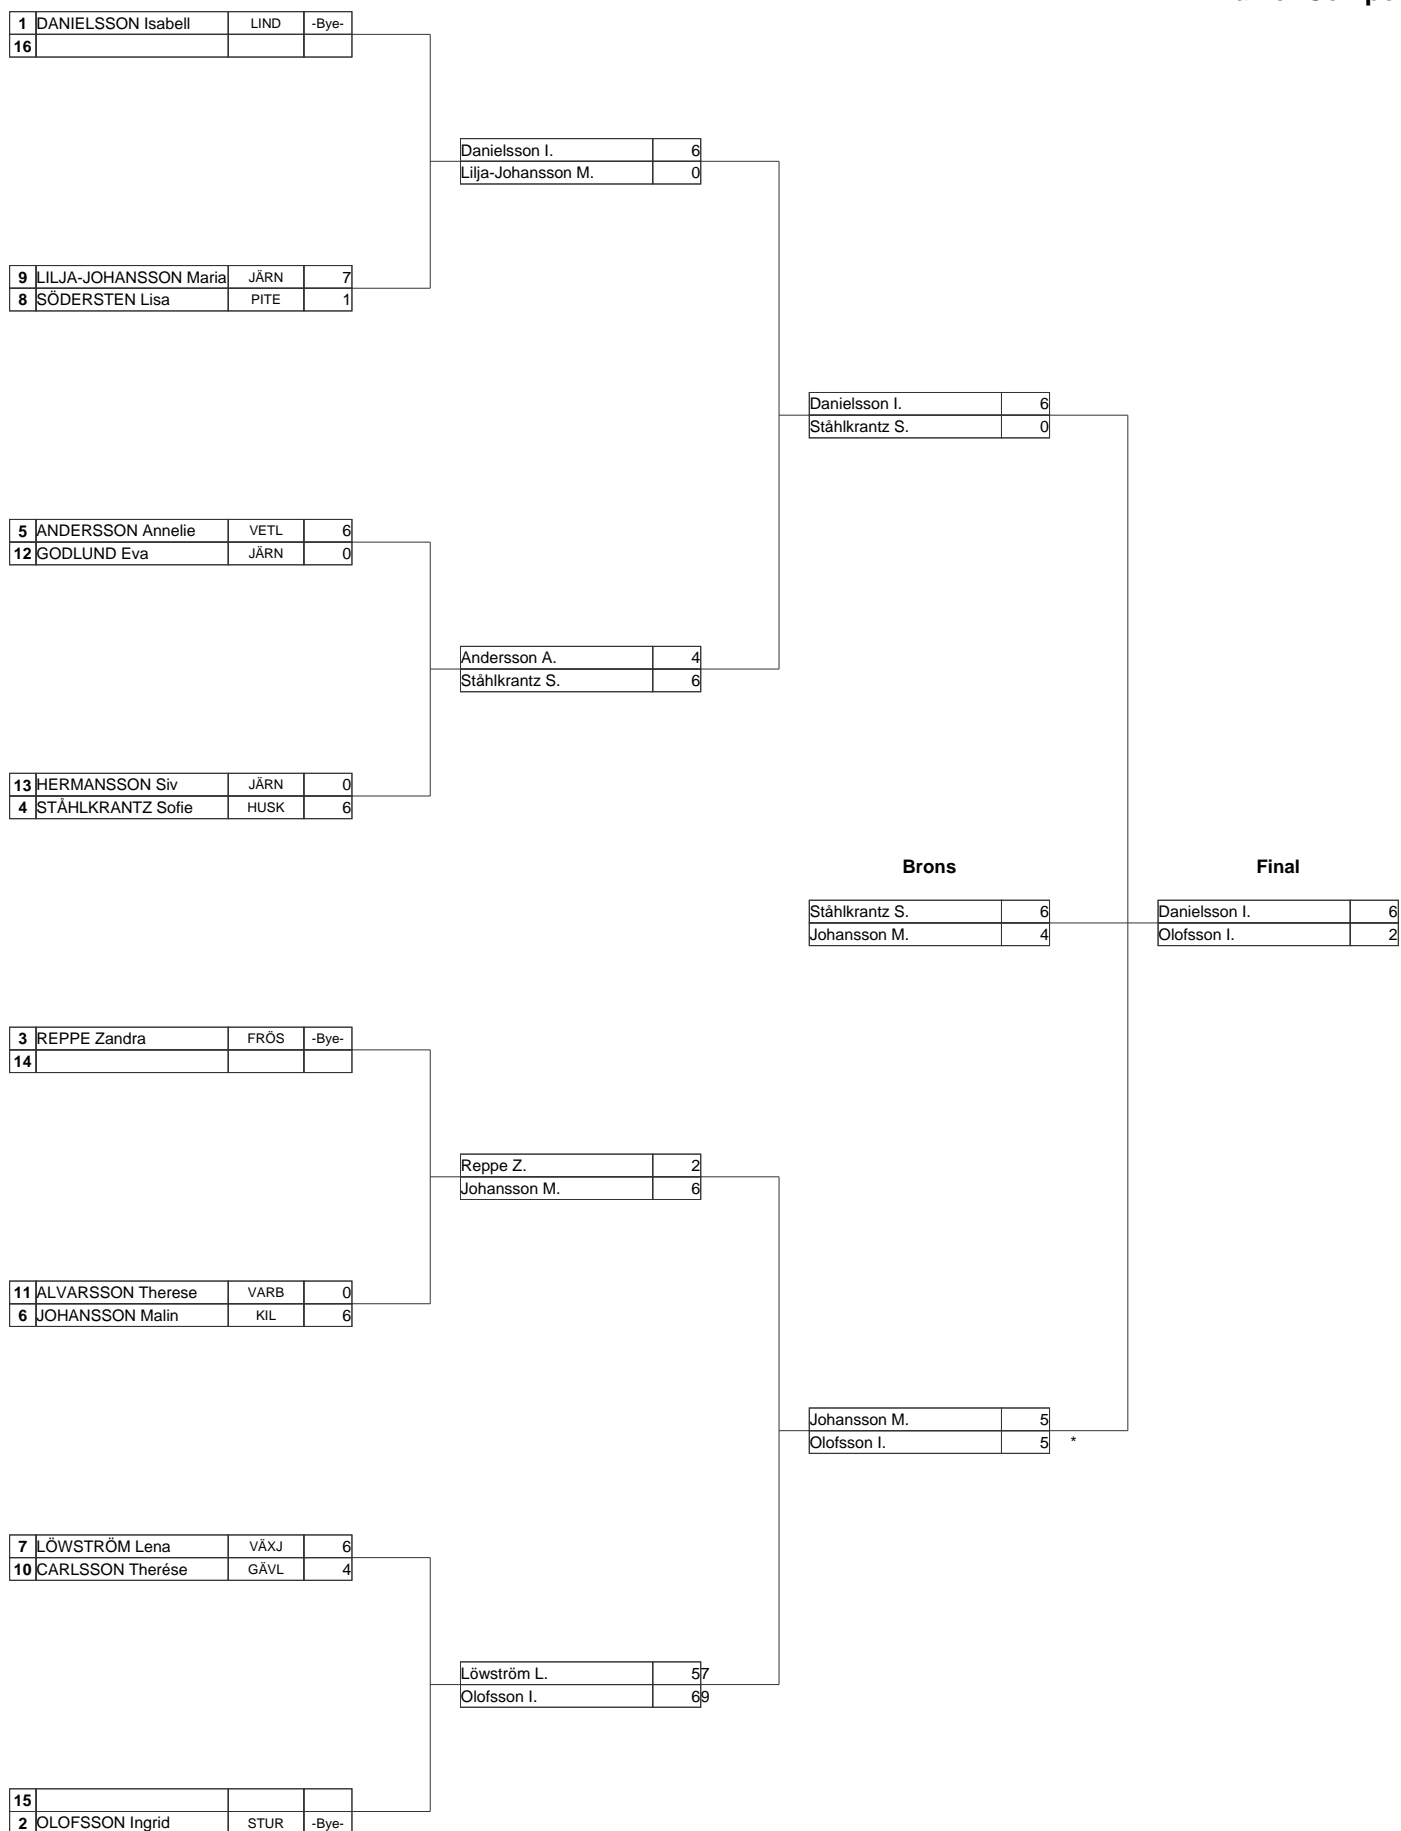 1 DANIELSSON Isabell LIND -Bye-
16
Danielsson I. 6
Lilja-Johansson M. 0
9 LILJA-JOHANSSON Maria JÄRN 7
8 SÖDERSTEN Lisa PITE 1
Danielsson I. 6
Ståhlkrantz S. 0
5 ANDERSSON Annelie VETL 6
12 GODLUND Eva JÄRN 0
Andersson A. 4
Ståhlkrantz S. 6
13 HERMANSSON Siv JÄRN 0
4 STÅHLKRANTZ Sofie HUSK 6
Brons Final
Ståhlkrantz S. 6 Danielsson I. 6
Johansson M. 4 Olofsson I. 2
3 REPPE Zandra FRÖS -Bye-
14
Reppe Z. 2
Johansson M. 6
11 ALVARSSON Therese VARB 0
6 JOHANSSON Malin KIL 6
Johansson M. 5
Olofsson I. 5 *
7 LÖWSTRÖM Lena VÄXJ 6
10 CARLSSON Therése GÄVL 4
Löwström L. 57
Olofsson I. 69
15
2 OLOFSSON Ingrid STUR -Bye-